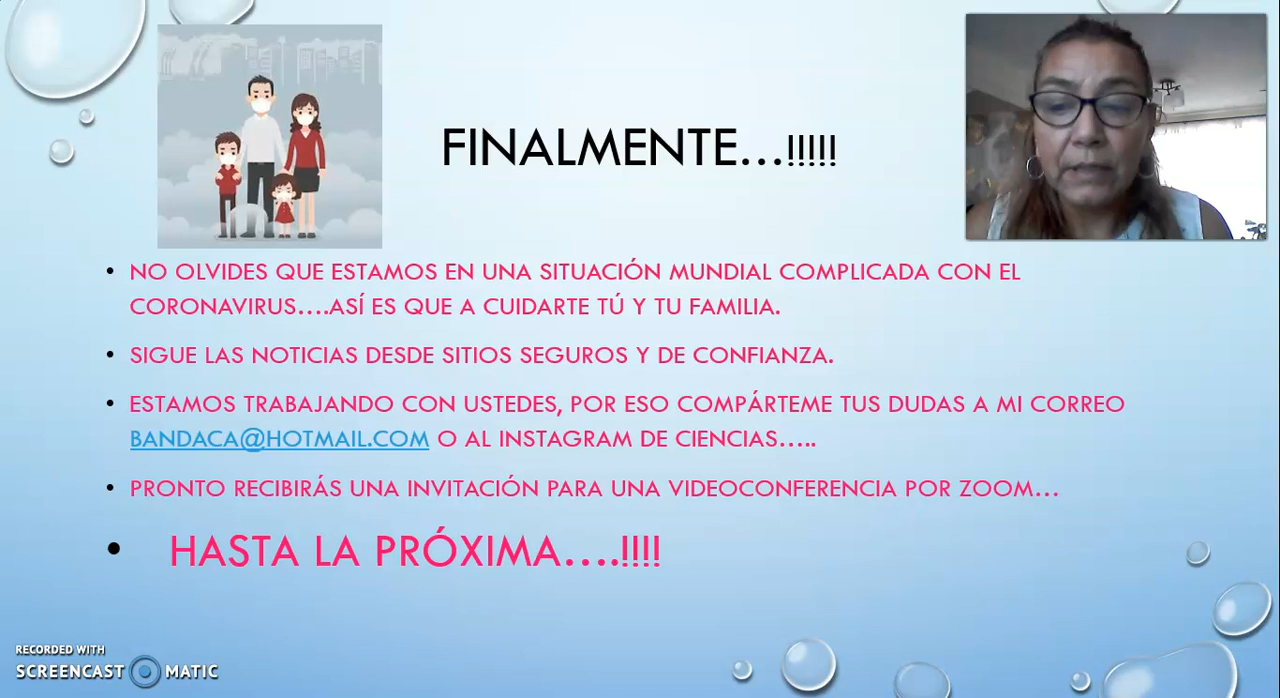 FINALMENTE...!!!!!
• NO OLVIDES QUE ESTAMOS EN UNA SITUACIÓN MUNDIAL COMPLICADA CON EL
CORONAVIRUS....ASÍ ES QUE A CUIDARTE TÚ Y TU FAMILIA.
• SIGUE LAS NOTICIAS DESDE SITIOS SEGUROS Y DE CONFIANZA.
• ESTAMOS TRABAJANDO CON USTEDES, POR ESO COMPÁRTEME TUS DUDAS A MI CORREO
BANDACA@HOTMAIL.COM O AL INSTAGRAM DE CIENCIAS.....
• PRONTO RECIBIRÁS UNA INVITACIÓN PARA UNA VIDEOCONFERENCIA POR ZOOM...
• HASTA LA PRÓXIMA....!!!!
RECORDED WITH
SCREENCAST MATIC